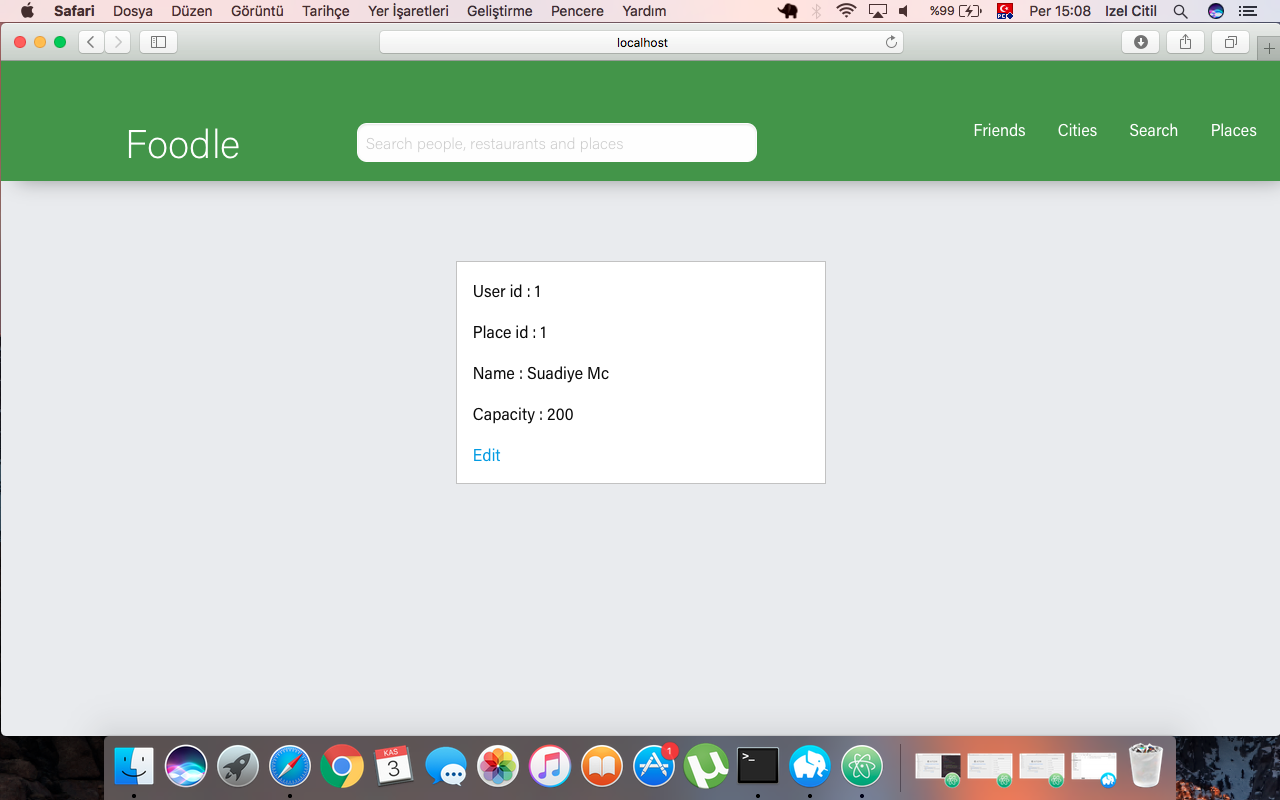 Safari Dosya Düzen Görüntü Tarihçe Yer İşaretleri Geliştirme Pencere Yardım %99 Per 15:08 Izel Citil
localhost
Foodle
Search people, restaurants and places
Friends Cities Search Places
User id : 1
Place id : 1
Name : Suadiye Mc
Capacity : 200
Edit
KAS
3
1
>_